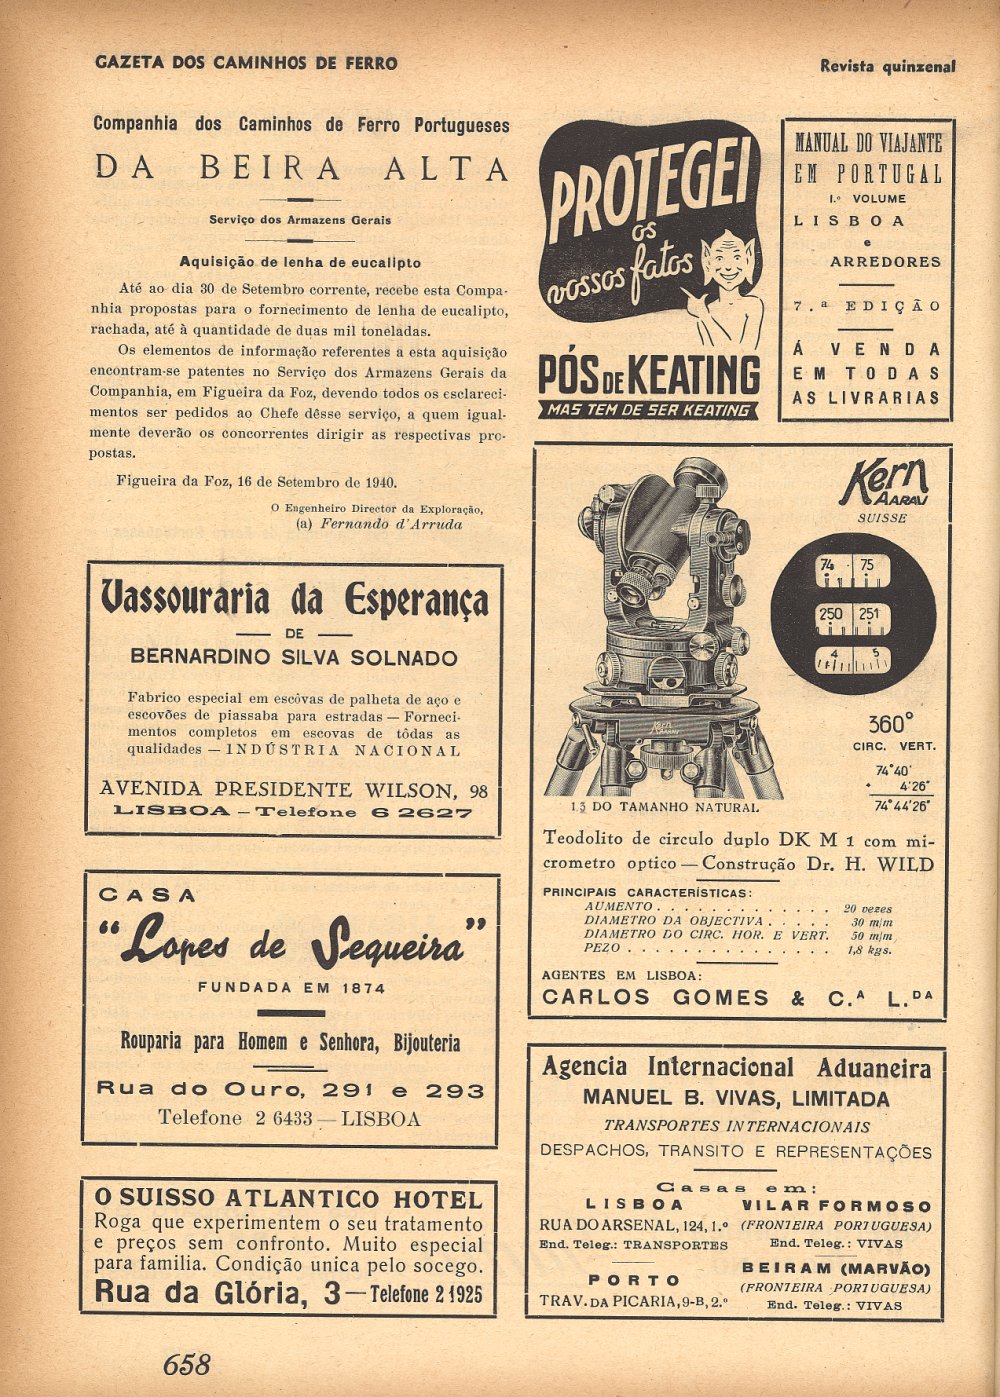 GAZETA DOS CAMINHOS DE FERRO
Revista quinzenal
Companhia dos Caminhos de Ferro Portugueses
DA BEIRA ALTA
Serviço dos Armazens Gerais
Aquisição de lenha de eucalipto
Até ao dia 30 de Setembro corrente, recebe esta Compa-
nhia propostas para o fornecimento de lenha de eucalipto,
rachada, até à quantidade de duas mil toneladas.
Os elementos de informação referentes a esta aquisição
encontram-se patentes no Serviço dos Armazens Gerais da
Companhia, em Figueira da Foz, devendo todos os esclareci-
mentos ser pedidos ao Chefe dêsse serviço, a quem igual-
mente deverão os concorrentes dirigir as respectivas pro-
postas.
Figueira da Foz, 16 de Setembro de 1940.
O Engenheiro Director da Exploração,
(a) Fernando d'Arruda
Vassouraria da Esperança
DE
BERNARDINO SILVA SOLNADO
Fabrico especial em escôvas de palheta de aço e
escovões de piassaba para estradas — Forneci-
mentos completos em escovas de tôdas as
qualidades — INDÚSTRIA NACIONAL
AVENIDA PRESIDENTE WILSON, 98
LISBOA — Telefone 6 2627
CASA
"Lopes de Sequeira"
FUNDADA EM 1874
Rouparia para Homem e Senhora, Bijouteria
Rua do Ouro, 291 e 293
Telefone 2 6433 — LISBOA
O SUISSO ATLANTICO HOTEL
Roga que experimentem o seu tratamento
e preços sem confronto. Muito especial
para familia. Condição unica pelo socego.
Rua da Glória, 3 — Telefone 2 1925
PROTEGEI
os
vossos fatos
PÓS DE KEATING
MAS TEM DE SER KEATING
MANUAL DO VIAJANTE
EM PORTUGAL
1.º VOLUME
LISBOA
e
ARREDORES
7.ª EDIÇÃO
Á VENDA
EM TODAS
AS LIVRARIAS
Kern
AARAU
SUISSE
74 75
250 251
4 5
Kern
AARAU
360°
CIRC. VERT.
74°40'
+ 4'26"
74°44'26"
1/3 DO TAMANHO NATURAL
Teodolito de circulo duplo DK M 1 com mi-
crometro optico — Construção Dr. H. WILD
PRINCIPAIS CARACTERÍSTICAS:
AUMENTO . . . . . . . . . . . . . 20 vezes
DIAMETRO DA OBJECTIVA . . . . . 30 m/m
DIAMETRO DO CIRC. HOR. E VERT. 50 m/m
PEZO . . . . . . . . . . . . . . . 1,8 kgs.
AGENTES EM LISBOA:
CARLOS GOMES & C.ᴬ L.ᴰᴬ
Agencia Internacional Aduaneira
MANUEL B. VIVAS, LIMITADA
TRANSPORTES INTERNACIONAIS
DESPACHOS, TRANSITO E REPRESENTAÇÕES
Casas em:
LISBOA
RUA DO ARSENAL, 124, 1.º
End. Teleg.: TRANSPORTES
PORTO
TRAV. DA PICARIA, 9-B, 2.º
VILAR FORMOSO
(FRONTEIRA PORTUGUESA)
End. Teleg.: VIVAS
BEIRAM (MARVÃO)
(FRONTEIRA PORTUGUESA)
End. Teleg.: VIVAS
658